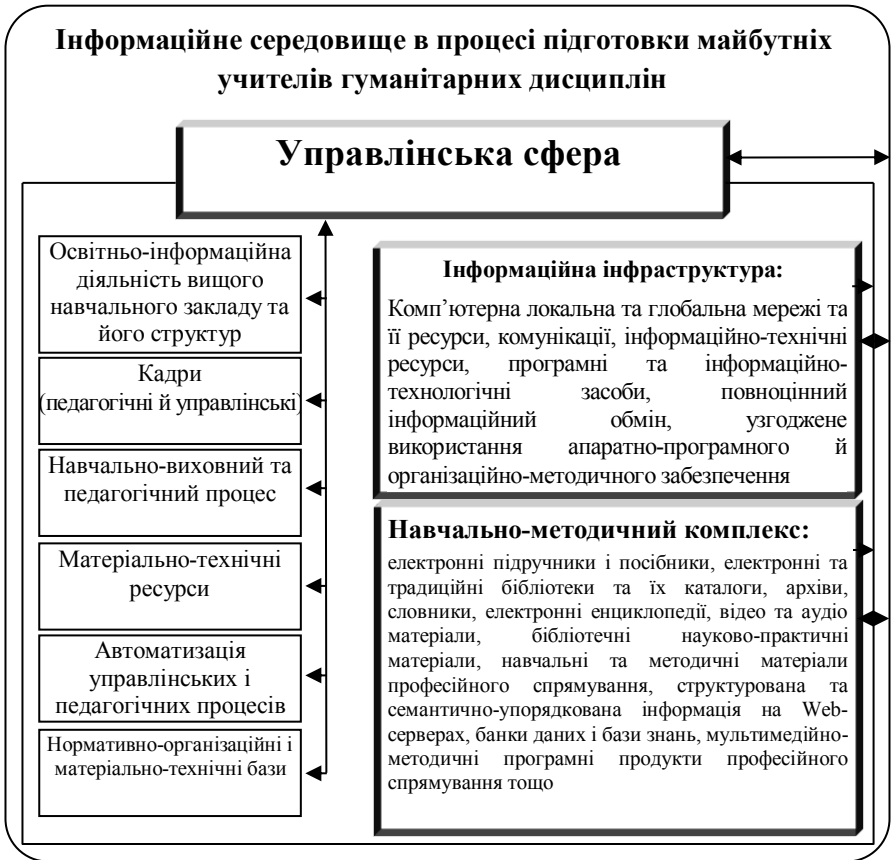 Інформаційне середовище в процесі підготовки майбутніх
учителів гуманітарних дисциплін
Управлінська сфера
Освітньо-інформаційна
діяльність вищого
навчального закладу та
його структур
Кадри
(педагогічні й управлінські)
Навчально-виховний та
педагогічний процес
Матеріально-технічні
ресурси
Автоматизація
управлінських і
педагогічних процесів
Нормативно-організаційні і
матеріально-технічні бази
Інформаційна інфраструктура:
Комп’ютерна локальна та глобальна мережі та
її ресурси, комунікації, інформаційно-технічні
ресурси, програмні та інформаційно-
технологічні засоби, повноцінний
інформаційний обмін, узгоджене
використання апаратно-програмного й
організаційно-методичного забезпечення
Навчально-методичний комплекс:
електронні підручники і посібники, електронні та
традиційні бібліотеки та їх каталоги, архіви,
словники, електронні енциклопедії, відео та аудіо
матеріали, бібліотечні науково-практичні
матеріали, навчальні та методичні матеріали
професійного спрямування, структурована та
семантично-упорядкована інформація на Web-
серверах, банки даних і бази знань, мультимедійно-
методичні програмні продукти професійного
спрямування тощо